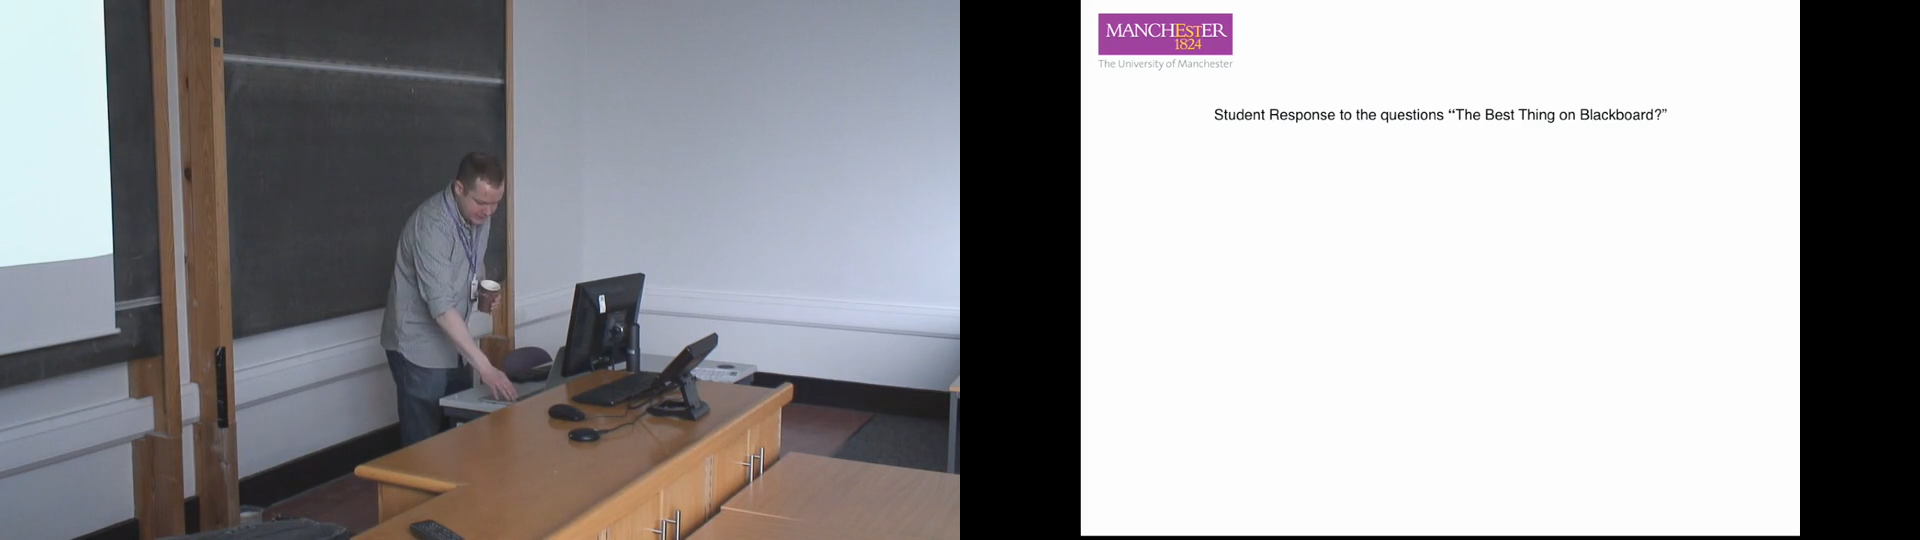 MANCHESTER
1824
The University of Manchester
Student Response to the questions “The Best Thing on Blackboard?”